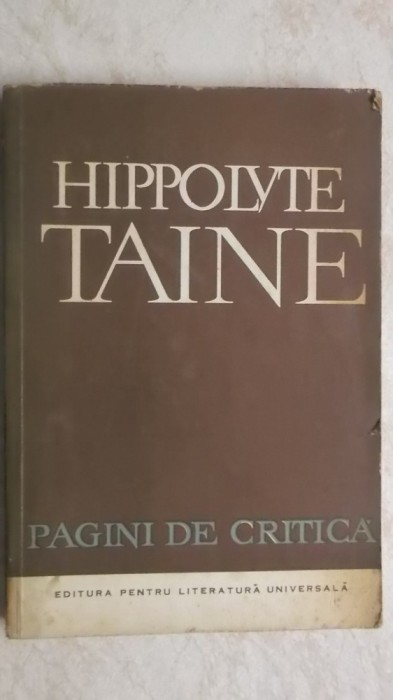 HIPPOLYTE
TAINE
PAGINI DE CRITICĂ
EDITURA PENTRU LITERATURĂ UNIVERSALĂ